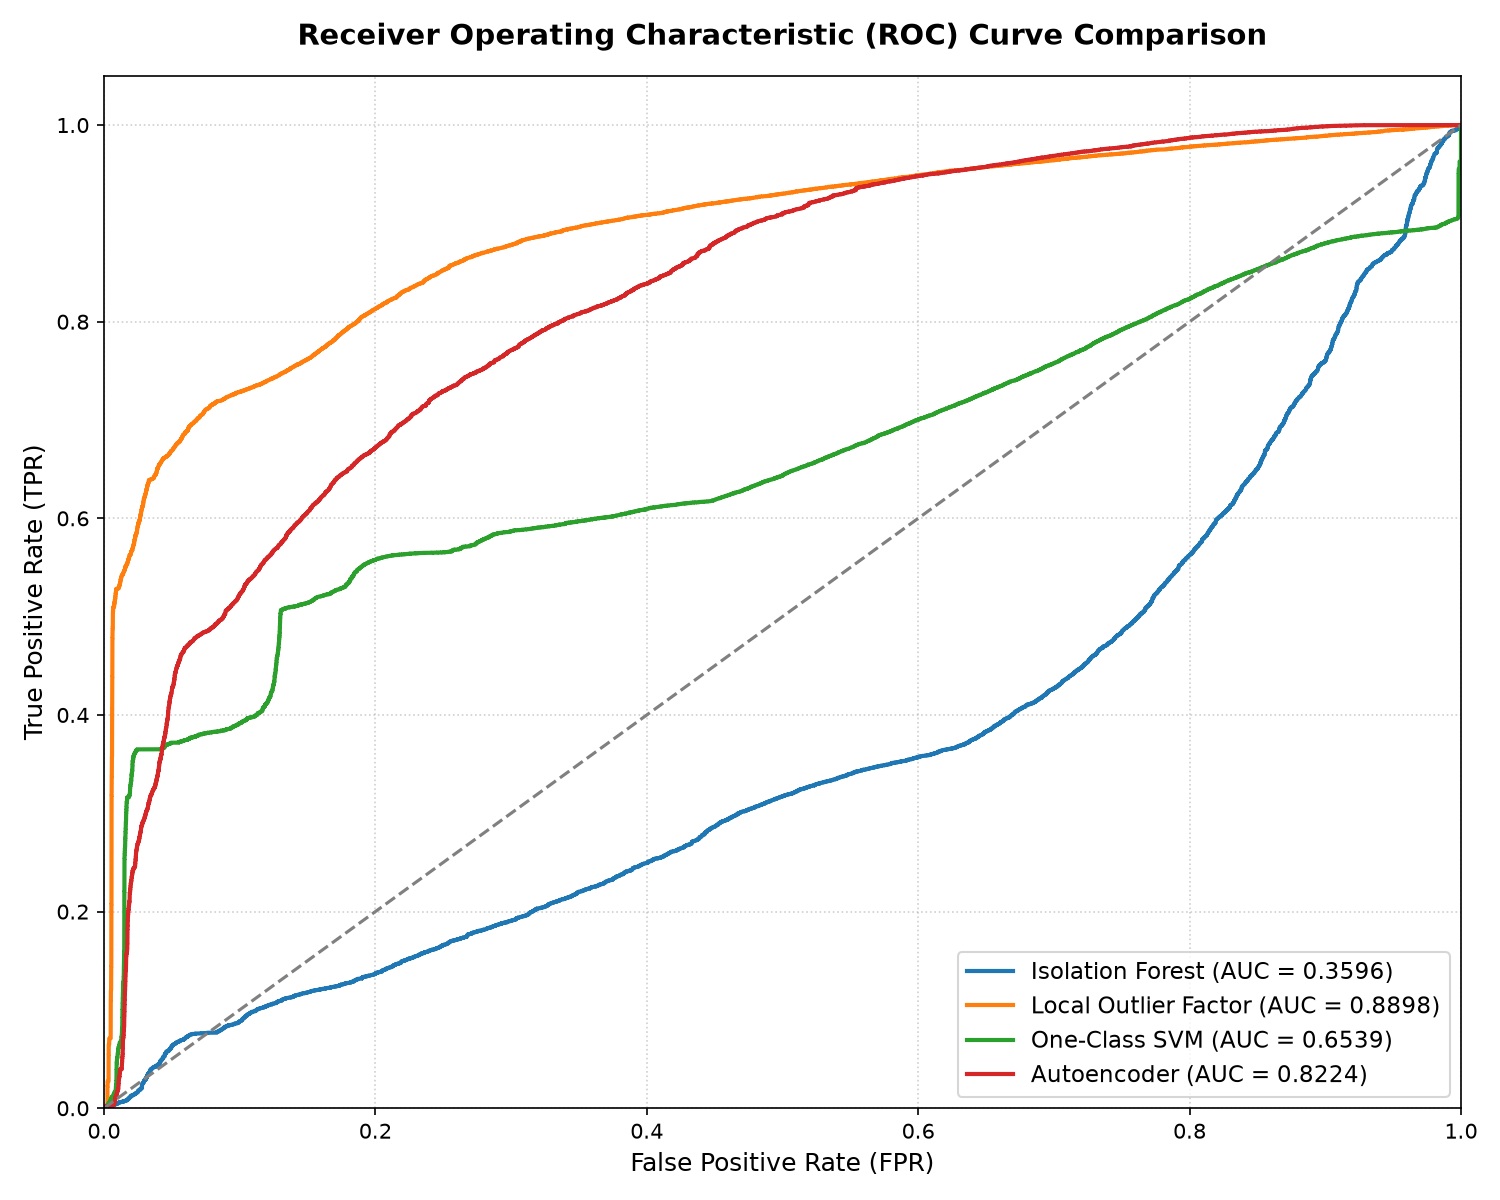 Receiver Operating Characteristic (ROC) Curve Comparison
1.0
0.8
0.6
0.4
0.2
0.0
True Positive Rate (TPR)
Isolation Forest (AUC = 0.3596)
Local Outlier Factor (AUC = 0.8898)
One-Class SVM (AUC = 0.6539)
Autoencoder (AUC = 0.8224)
0.0 0.2 0.4 0.6 0.8 1.0
False Positive Rate (FPR)